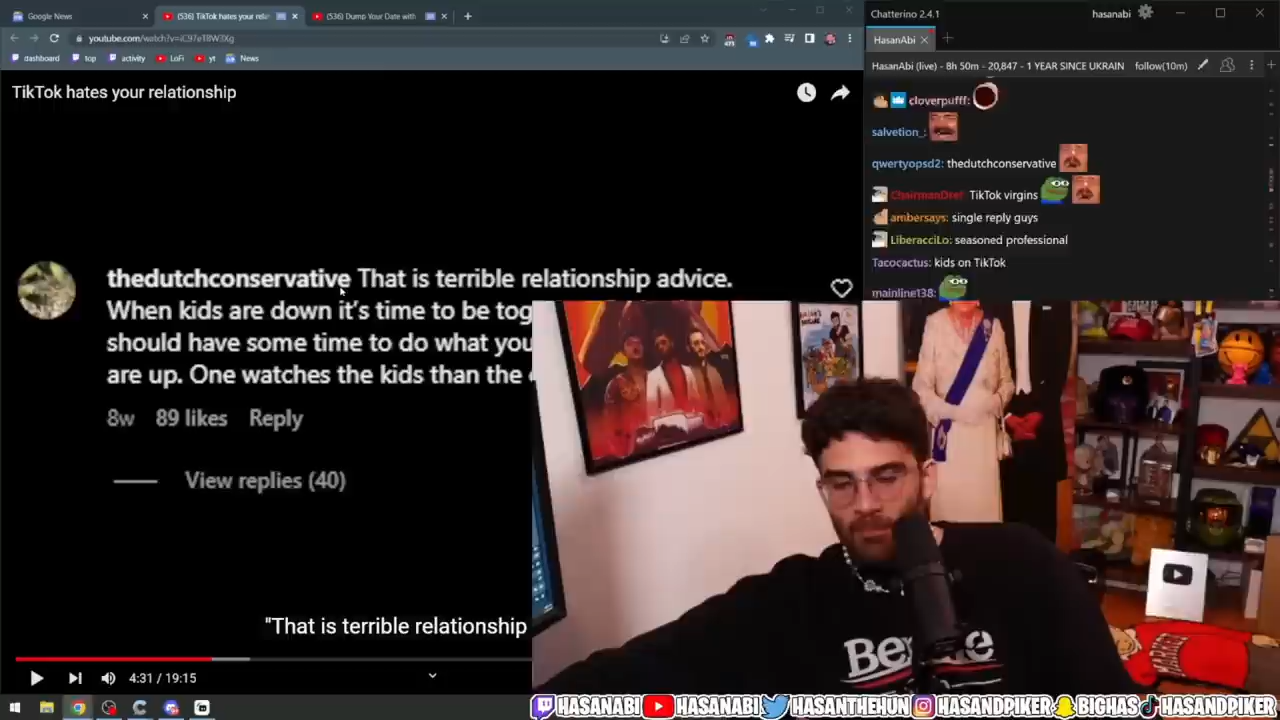 Google News
(536) TikTok hates your relat
(536) Dump Your Date with
youtube.com/watch?v=iC97eT8W3Xg
dashboard
top
activity
LoFi
yt
News
TikTok hates your relationship
thedutchconservative That is terrible relationship advice.
When kids are down it's time to be tog
should have some time to do what you
are up. One watches the kids than the
8w 89 likes Reply
View replies (40)
"That is terrible relationship
4:31 / 19:15
Chatterino 2.4.1
hasanabi
HasanAbi
HasanAbi (live) - 8h 50m - 20,847 - 1 YEAR SINCE UKRAIN
follow(10m)
cloverpufff:
salvetion_:
qwertyopsd2: thedutchconservative
ChairmanDre: TikTok virgins
ambersays: single reply guys
LiberacciLo: seasoned professional
Tacocactus: kids on TikTok
mainline138:
HASANABI
HASANABI
HASANTHEHUN
HASANDPIKER
BIGHAS
HASANDPIKER